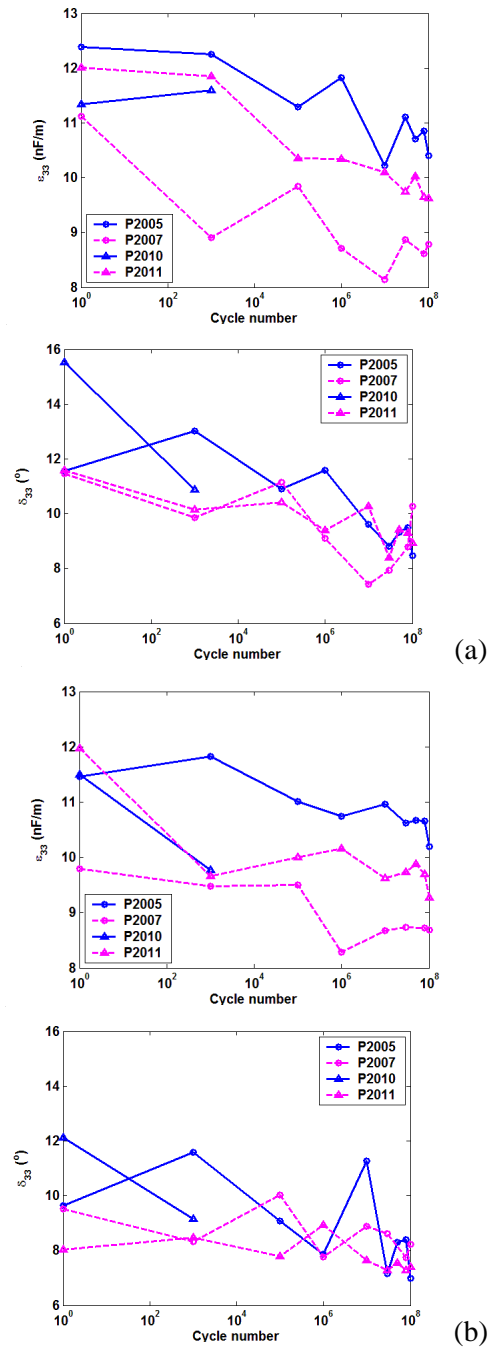 13
12
11
10
9
8
ε33 (nF/m)
P2005
P2007
P2010
P2011
10^0 10^2 10^4 10^6 10^8
Cycle number
16
14
12
10
8
6
δ33 (º)
P2005
P2007
P2010
P2011
10^0 10^2 10^4 10^6 10^8
Cycle number
(a)
13
12
11
10
9
8
ε33 (nF/m)
P2005
P2007
P2010
P2011
10^0 10^2 10^4 10^6 10^8
Cycle number
16
14
12
10
8
6
δ33 (º)
P2005
P2007
P2010
P2011
10^0 10^2 10^4 10^6 10^8
Cycle number
(b)